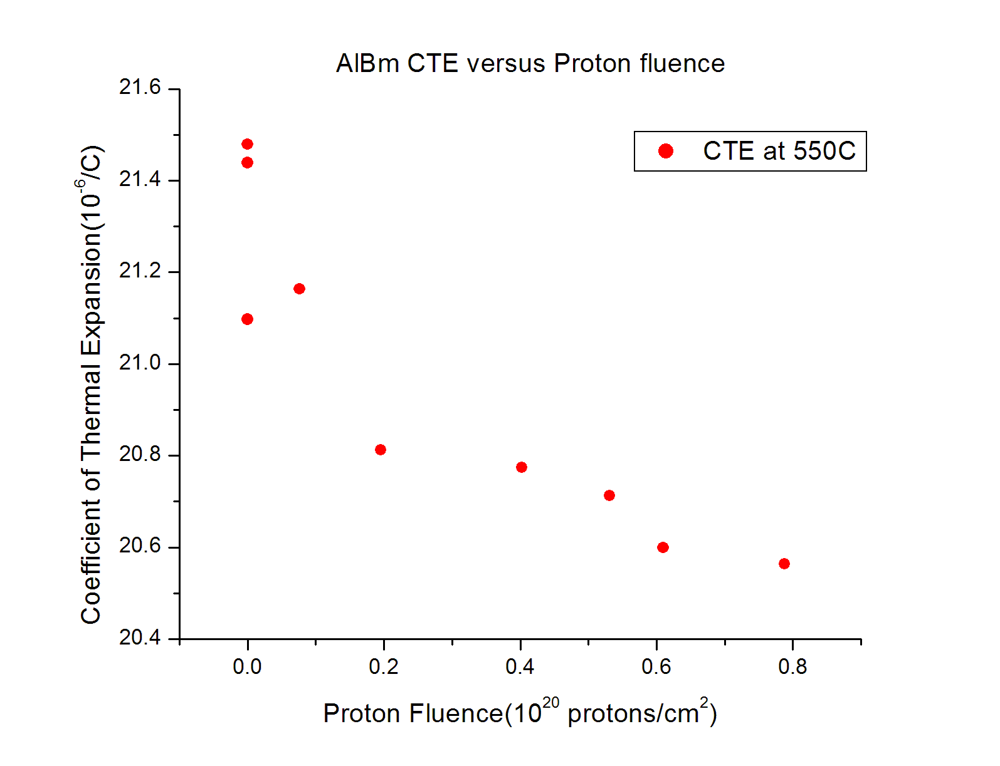 AlBm CTE versus Proton fluence
CTE at 550C
Coefficient of Thermal Expansion(10⁻⁶/C)
21.6
21.4
21.2
21.0
20.8
20.6
20.4
0.0 0.2 0.4 0.6 0.8
Proton Fluence(10²⁰ protons/cm²)